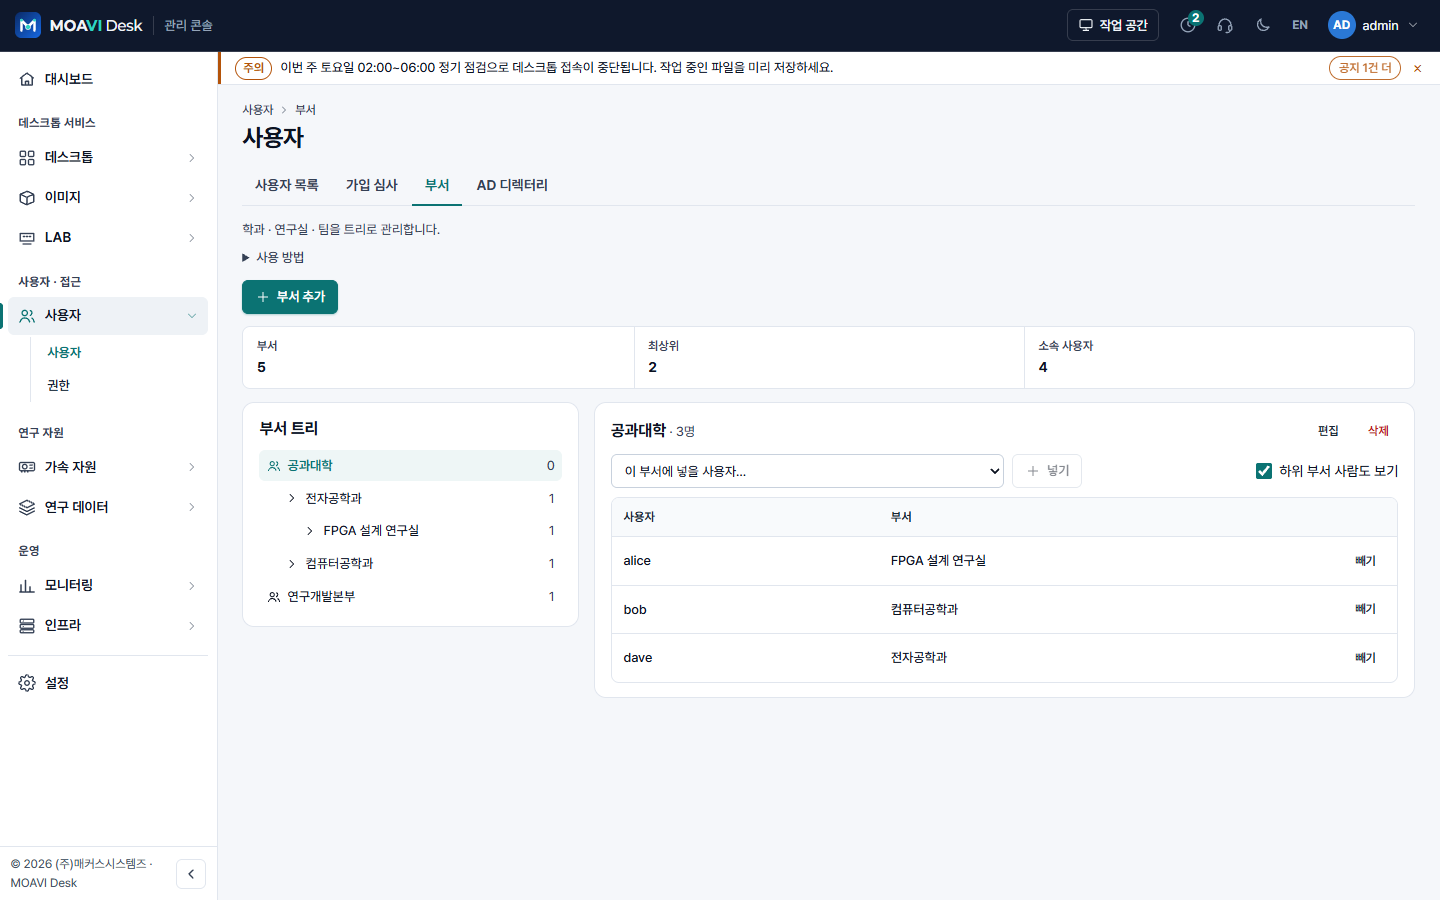 MOAVI Desk 관리 콘솔
작업 공간
2
EN
AD admin
대시보드
데스크톱 서비스
데스크톱
이미지
LAB
사용자 · 접근
사용자
사용자
권한
연구 자원
가속 자원
연구 데이터
운영
모니터링
인프라
설정
© 2026 (주)매커스시스템즈 ·
MOAVI Desk
주의 이번 주 토요일 02:00~06:00 정기 점검으로 데스크톱 접속이 중단됩니다. 작업 중인 파일을 미리 저장하세요. 공지 1건 더 ×
사용자 > 부서
사용자
사용자 목록 가입 심사 부서 AD 디렉터리
학과 · 연구실 · 팀을 트리로 관리합니다.
사용 방법
부서 추가
부서 최상위 소속 사용자
5 2 4
부서 트리
공과대학 0
전자공학과 1
FPGA 설계 연구실 1
컴퓨터공학과 1
연구개발본부 1
공과대학 · 3명 편집 삭제
이 부서에 넣을 사용자... 넣기 하위 부서 사람도 보기
사용자 부서
alice FPGA 설계 연구실 빼기
bob 컴퓨터공학과 빼기
dave 전자공학과 빼기